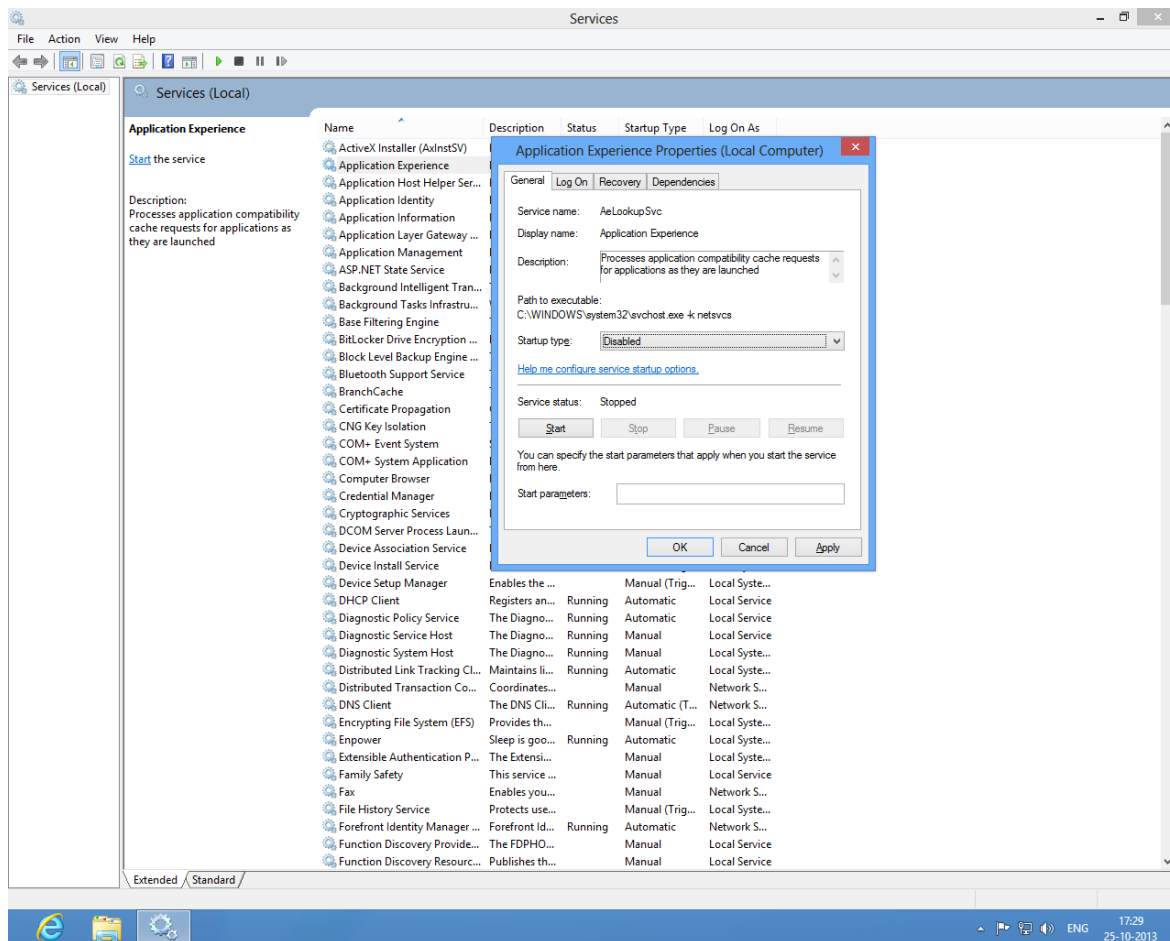 Services
File Action View Help
Services (Local)
Services (Local)
Application Experience
Start the service
Description:
Processes application compatibility
cache requests for applications as
they are launched
Name Description Status Startup Type Log On As
ActiveX Installer (AxInstSV)
Application Experience
Application Host Helper Ser...
Application Identity
Application Information
Application Layer Gateway ...
Application Management
ASP.NET State Service
Background Intelligent Tran...
Background Tasks Infrastru...
Base Filtering Engine
BitLocker Drive Encryption ...
Block Level Backup Engine ...
Bluetooth Support Service
BranchCache
Certificate Propagation
CNG Key Isolation
COM+ Event System
COM+ System Application
Computer Browser
Credential Manager
Cryptographic Services
DCOM Server Process Laun...
Device Association Service
Device Install Service
Device Setup Manager Enables the ... Manual (Trig... Local Syste...
DHCP Client Registers an... Running Automatic Local Service
Diagnostic Policy Service The Diagno... Running Automatic Local Service
Diagnostic Service Host The Diagno... Running Manual Local Service
Diagnostic System Host The Diagno... Running Manual Local Syste...
Distributed Link Tracking Cl... Maintains li... Running Automatic Local Syste...
Distributed Transaction Co... Coordinates... Manual Network S...
DNS Client The DNS Cli... Running Automatic (T... Network S...
Encrypting File System (EFS) Provides th... Manual (Trig... Local Syste...
Enpower Sleep is goo... Running Automatic Local Syste...
Extensible Authentication P... The Extensi... Manual Local Syste...
Family Safety This service ... Manual Local Service
Fax Enables you... Manual Network S...
File History Service Protects use... Manual (Trig... Local Syste...
Forefront Identity Manager ... Forefront Id... Running Automatic Network S...
Function Discovery Provide... The FDPHO... Manual Local Service
Function Discovery Resourc... Publishes th... Manual Local Service
Application Experience Properties (Local Computer)
General Log On Recovery Dependencies
Service name: AeLookupSvc
Display name: Application Experience
Description: Processes application compatibility cache requests
for applications as they are launched
Path to executable:
C:\WINDOWS\system32\svchost.exe -k netsvcs
Startup type: Disabled
Help me configure service startup options.
Service status: Stopped
Start Stop Pause Resume
You can specify the start parameters that apply when you start the service
from here.
Start parameters:
OK Cancel Apply
Extended Standard
ENG
17:29
25-10-2013